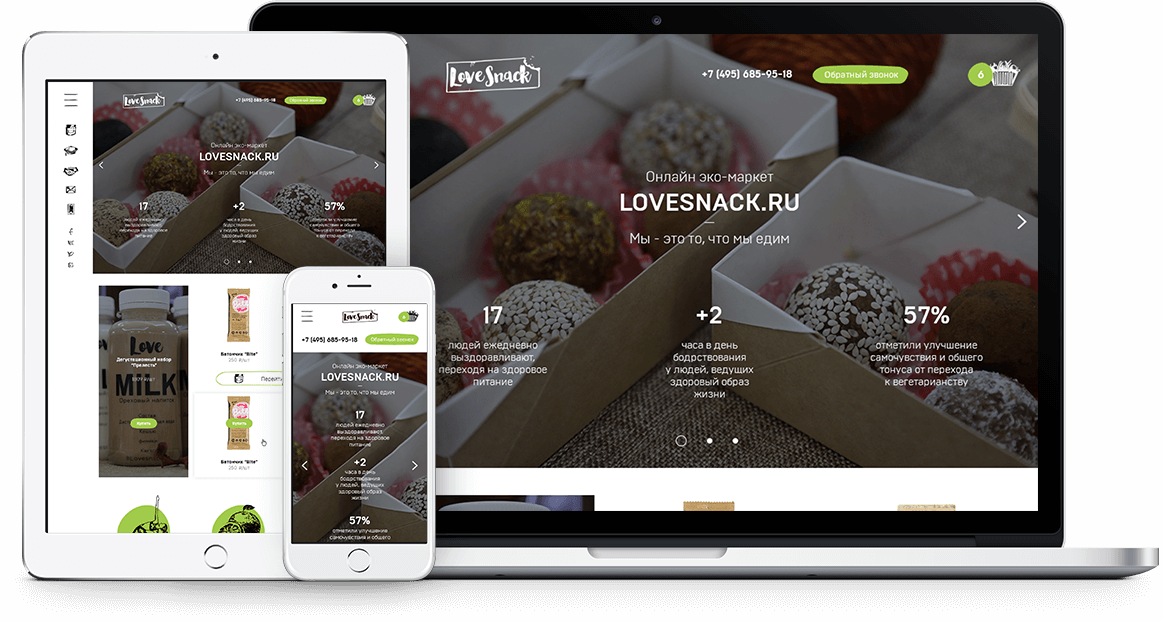 Love Snack
+7 (495) 685-95-18
Обратный звонок
6
Онлайн эко-маркет
LOVESNACK.RU
Мы - это то, что мы едим
17
людей ежедневно
выздоравливают,
переходя на здоровое
питание
+2
часа в день
бодрствования
у людей, ведущих
здоровый образ
жизни
57%
отметили улучшение
самочувствия и общего
тонуса от перехода
к вегетарианству
Love Snack
+7 (495) 685-95-18
Обратный звонок
6
Онлайн эко-маркет
LOVESNACK.RU
Мы - это то, что мы едим
17
людей ежедневно
выздоравливают,
переходя на здоровое
питание
+2
часа в день
бодрствования
у людей, ведущих
здоровый образ
жизни
57%
отметили улучшение
самочувствия и общего
тонуса от перехода
к вегетарианству
Love
Дегустационный набор
MILK
Ореховый напиток
Купить
Батончик "Bite"
250
Перейти
Купить
Батончик "Bite"
250
Love Snack
6
+7 (495) 685-95-18
Обратный звонок
Онлайн эко-маркет
LOVESNACK.RU
Мы - это то, что мы едим
17
людей ежедневно
выздоравливают,
переходя на здоровое
питание
+2
часа в день
бодрствования
у людей, ведущих
здоровый образ
жизни
57%
отметили улучшение
самочувствия и общего